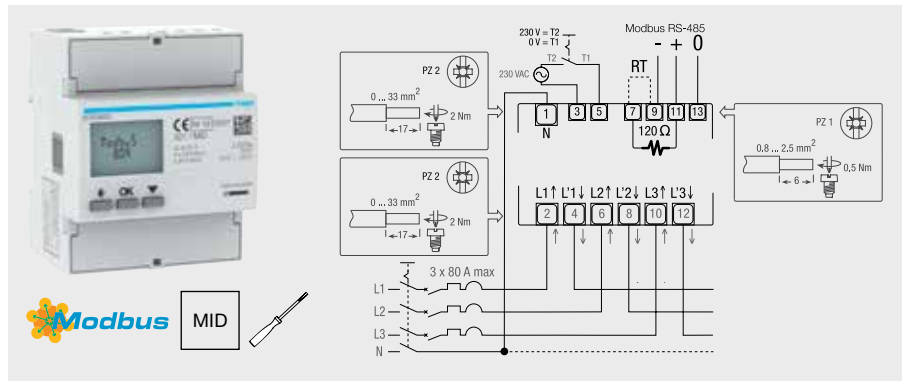 230 V = T2
0 V = T1
Modbus RS-485
- + 0
T2 T1
RT
230 VAC
PZ 2
0 ... 33 mm²
2 Nm
17
1 3 5 7 9 11 13
N
120 Ω
PZ 1
0.8 ... 2.5 mm²
0,5 Nm
6
PZ 2
0 ... 33 mm²
2 Nm
17
L1↑ L'1↓ L2↑ L'2↓ L3↑ L'3↓
2 4 6 8 10 12
3 x 80 A max
L1
L2
L3
N
OK
Modbus
MID